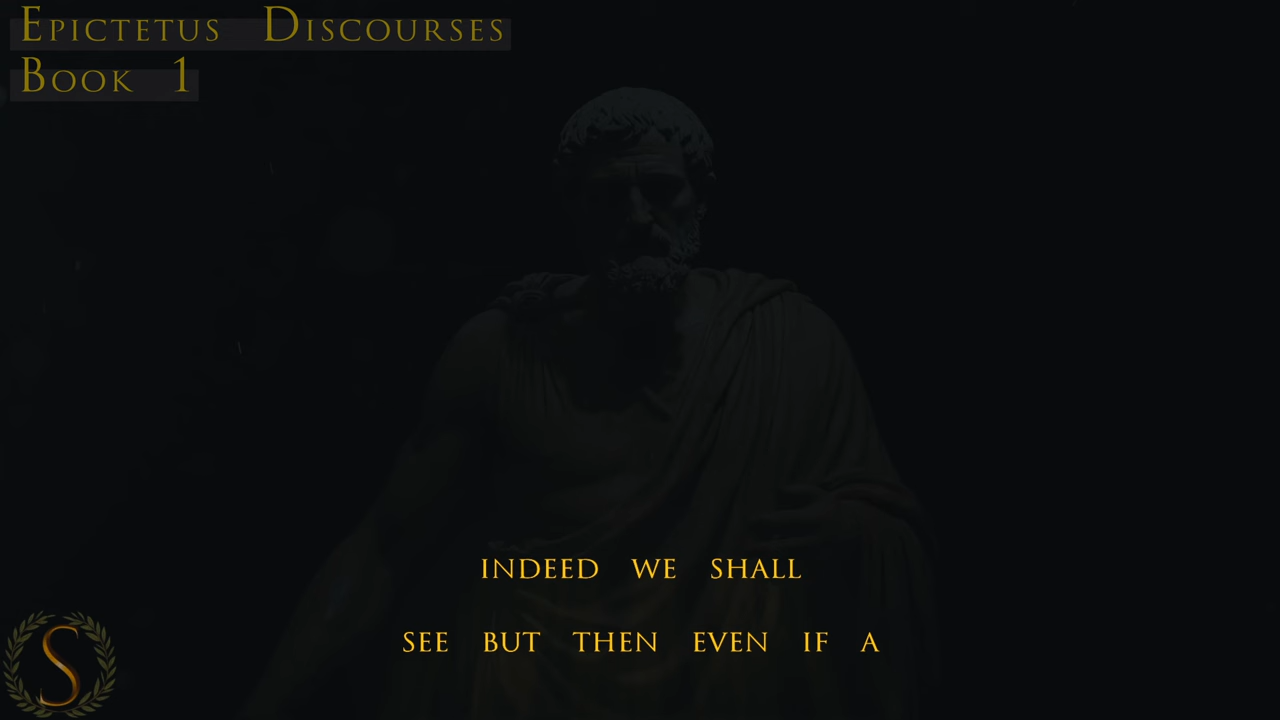 Epictetus Discourses
Book 1
INDEED WE SHALL
SEE BUT THEN EVEN IF A
S